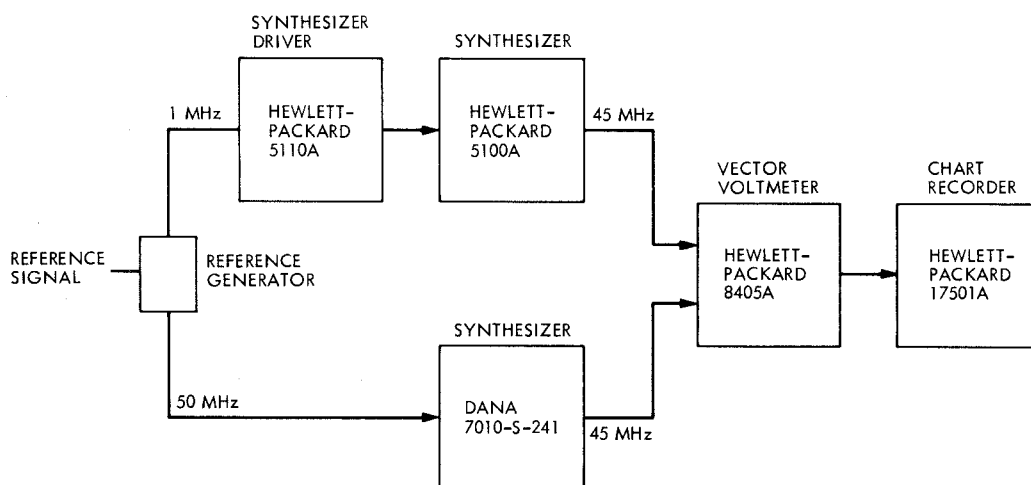 SYNTHESIZER
DRIVER
HEWLETT-
PACKARD
5110A
SYNTHESIZER
HEWLETT-
PACKARD
5100A
1 MHz
45 MHz
VECTOR
VOLTMETER
HEWLETT-
PACKARD
8405A
CHART
RECORDER
HEWLETT-
PACKARD
17501A
REFERENCE
SIGNAL
REFERENCE
GENERATOR
SYNTHESIZER
DANA
7010-S-241
50 MHz
45 MHz